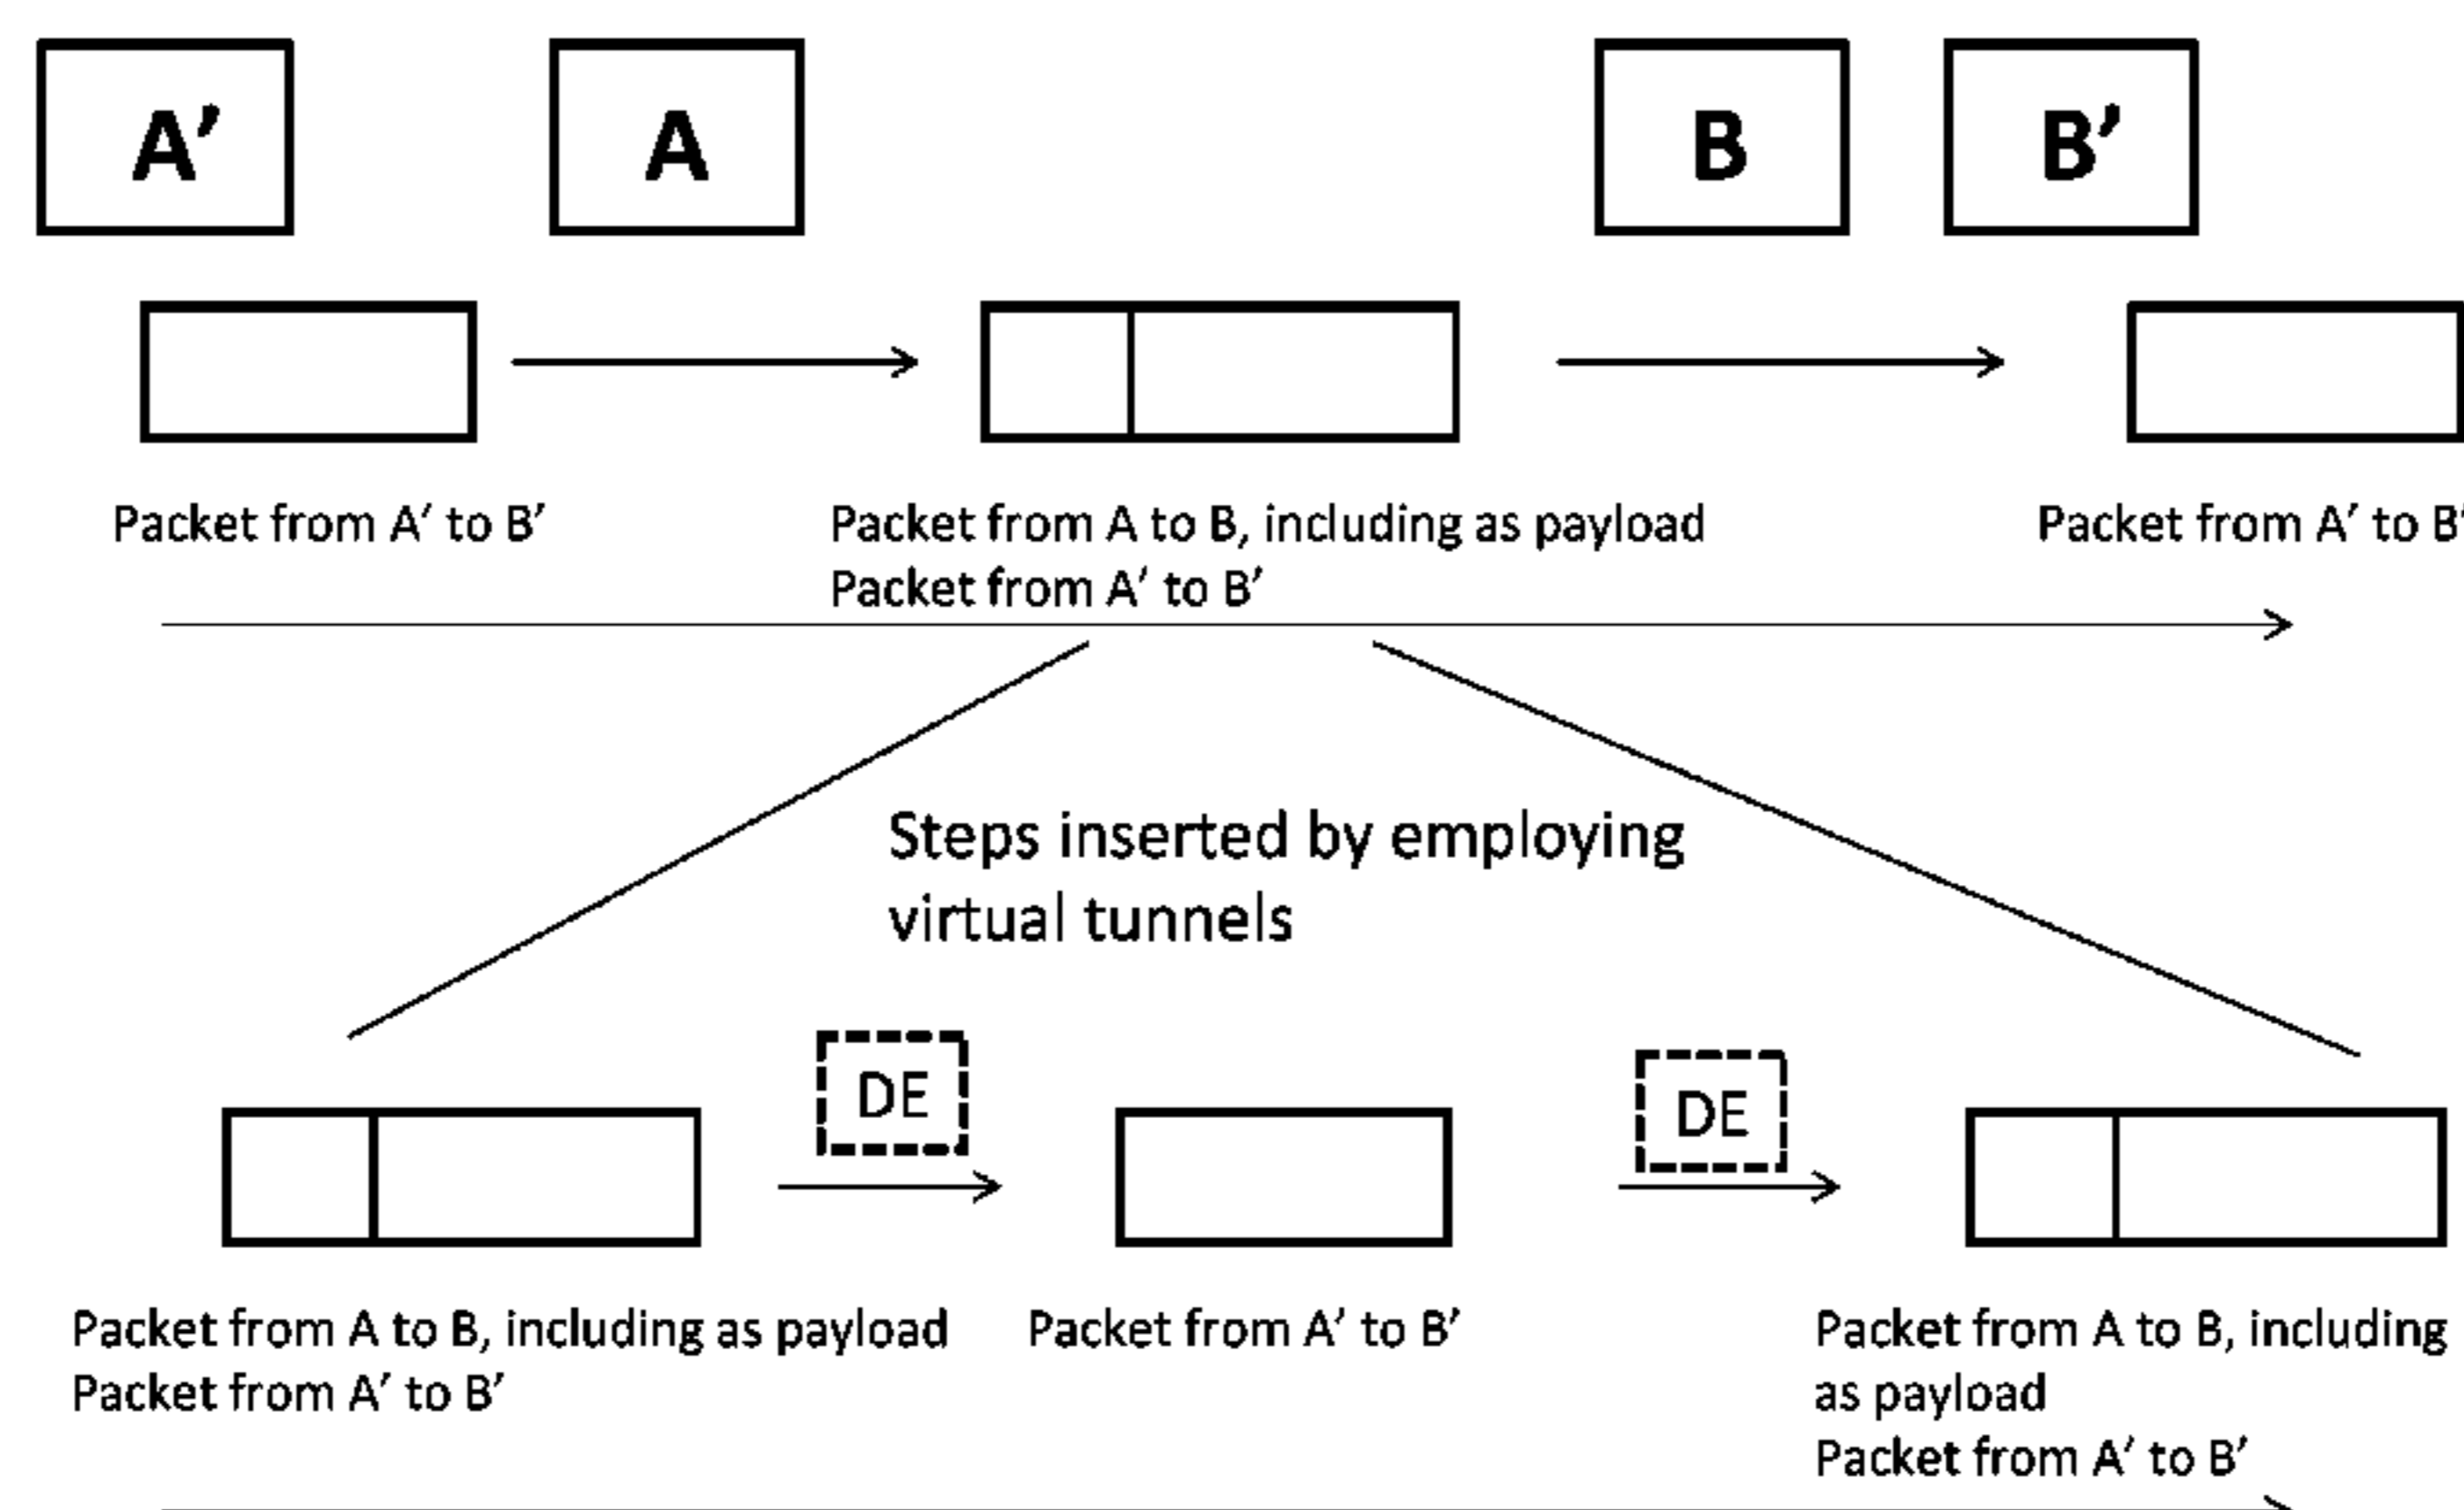 A′
A
B
B′
Packet from A′ to B′
Packet from A to B, including as payload
Packet from A′ to B′
Packet from A′ to B′
Steps inserted by employing
virtual tunnels
DE
DE
Packet from A to B, including as payload
Packet from A′ to B′
Packet from A′ to B′
Packet from A to B, including
as payload
Packet from A′ to B′